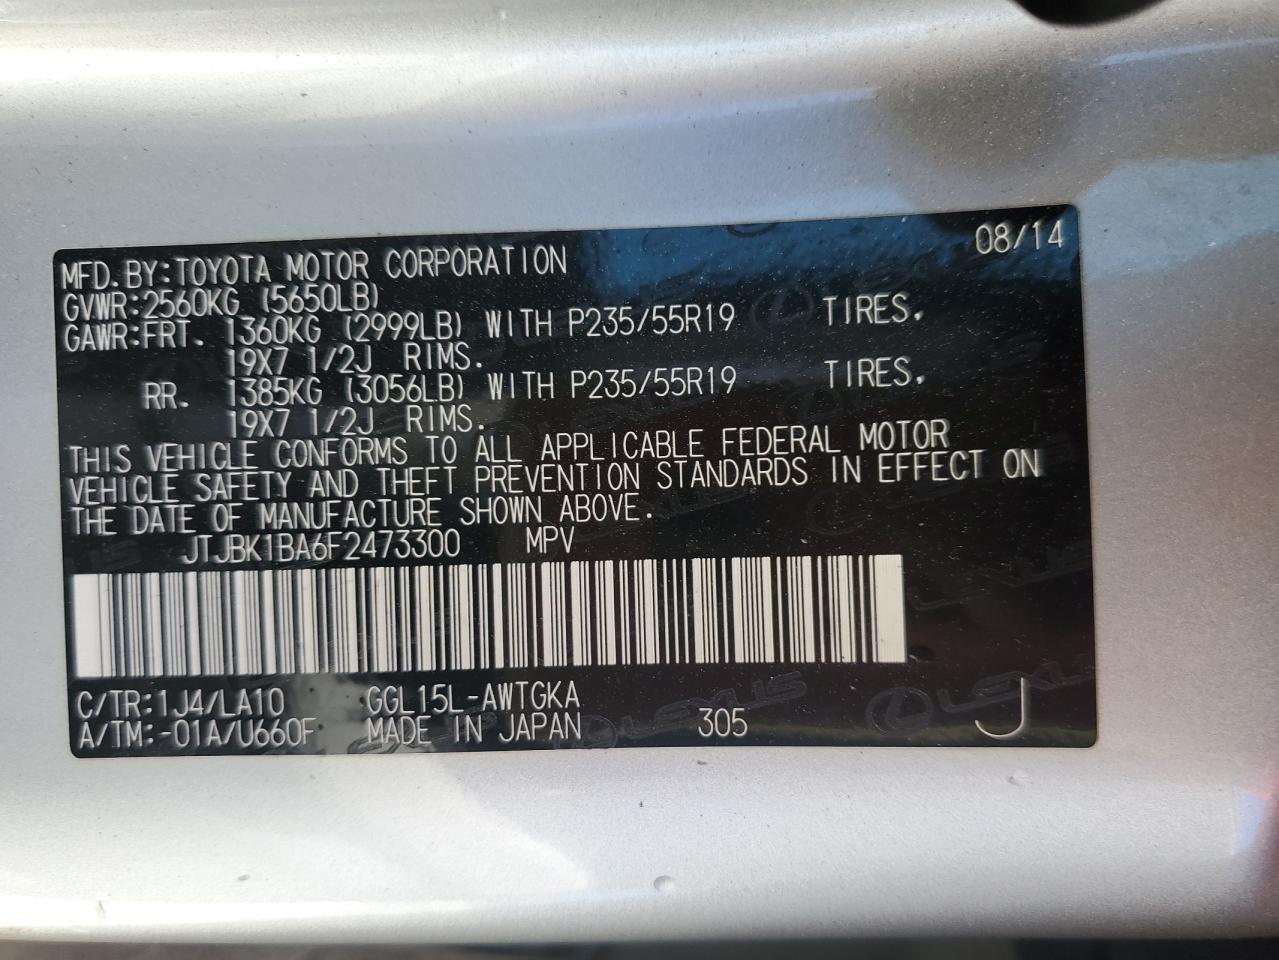 08/14
MFD.BY:TOYOTA MOTOR CORPORATION
GVWR:2560KG (5650LB)
GAWR:FRT. 1360KG (2999LB) WITH P235/55R19 TIRES,
19X7 1/2J RIMS.
RR. 1385KG (3056LB) WITH P235/55R19 TIRES,
19X7 1/2J RIMS.
THIS VEHICLE CONFORMS TO ALL APPLICABLE FEDERAL MOTOR
VEHICLE SAFETY AND THEFT PREVENTION STANDARDS IN EFFECT ON
THE DATE OF MANUFACTURE SHOWN ABOVE.
JTJBK1BA6F2473300 MPV
C/TR:1J4/LA10 GGL15L-AWTGKA
A/TM:-01A/U660F MADE IN JAPAN 305 J
LEXUS